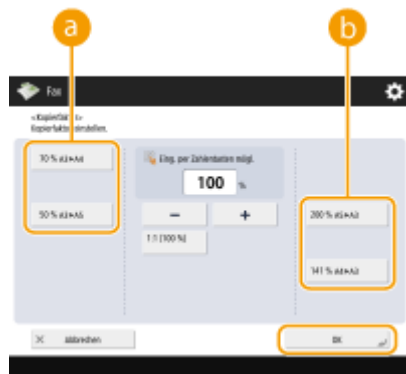 a
b
Fax
<Kopierfaktor>
Kopierfaktor einstellen.
70 % A3▸A4
Eing. per Zahlentasten mögl.
100 %
50 % A3▸A5
−
+
200 % A5▸A3
1:1 (100 %)
141 % A4▸A3
× Abbrechen
OK